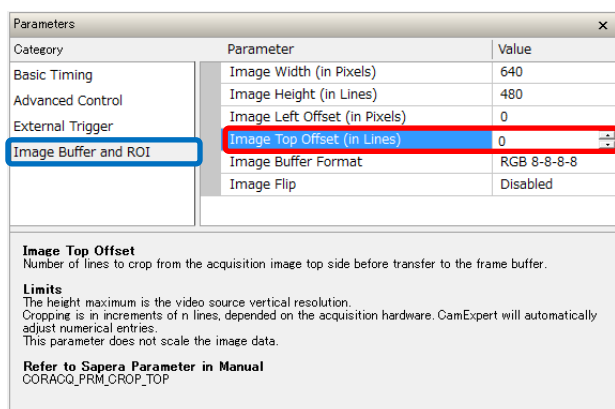 Parameters ×
Category Parameter Value
Basic Timing Image Width (in Pixels) 640
Advanced Control Image Height (in Lines) 480
External Trigger Image Left Offset (in Pixels) 0
Image Buffer and ROI Image Top Offset (in Lines) 0
Image Buffer Format RGB 8-8-8-8
Image Flip Disabled
Image Top Offset
Number of lines to crop from the acquisition image top side before transfer to the frame buffer.
Limits
The height maximum is the video source vertical resolution.
Cropping is in increments of n lines, depended on the acquisition hardware. CamExpert will automatically
adjust numerical entries.
This parameter does not scale the image data.
Refer to Sapera Parameter in Manual
CORACQ_PRM_CROP_TOP